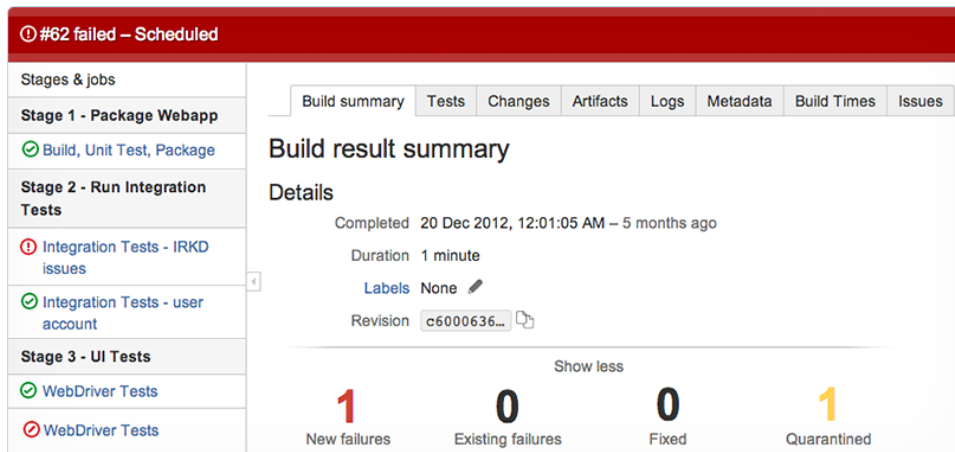 #62 failed – Scheduled
Stages & jobs
Stage 1 - Package Webapp
Build, Unit Test, Package
Stage 2 - Run Integration
Tests
Integration Tests - IRKD
issues
Integration Tests - user
account
Stage 3 - UI Tests
WebDriver Tests
WebDriver Tests
Build summary Tests Changes Artifacts Logs Metadata Build Times Issues
Build result summary
Details
Completed 20 Dec 2012, 12:01:05 AM – 5 months ago
Duration 1 minute
Labels None
Revision c6000636…
Show less
1 0 0 1
New failures Existing failures Fixed Quarantined